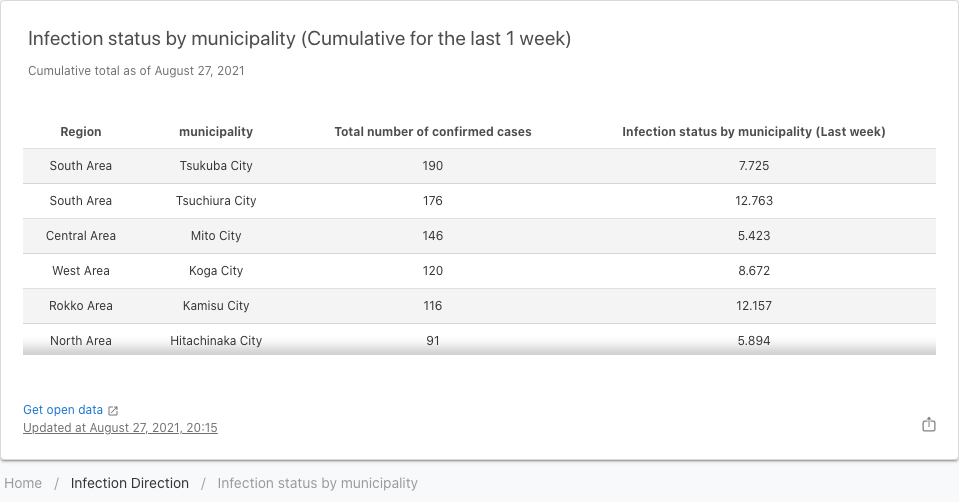 Infection status by municipality (Cumulative for the last 1 week)
Cumulative total as of August 27, 2021
Region municipality Total number of confirmed cases Infection status by municipality (Last week)
South Area Tsukuba City 190 7.725
South Area Tsuchiura City 176 12.763
Central Area Mito City 146 5.423
West Area Koga City 120 8.672
Rokko Area Kamisu City 116 12.157
North Area Hitachinaka City 91 5.894
Get open data
Updated at August 27, 2021, 20:15
Home / Infection Direction / Infection status by municipality